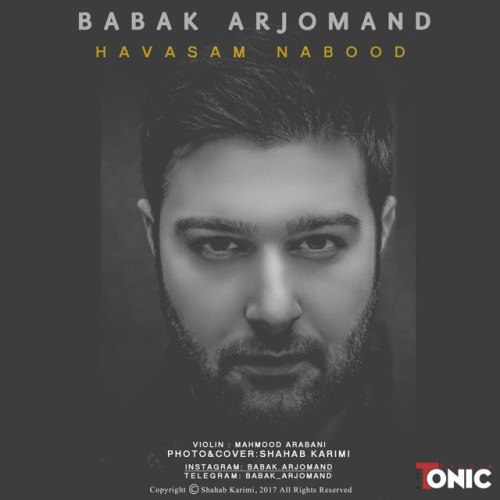 BABAK ARJOMAND
HAVASAM NABOOD
VIOLIN : MAHMOOD ARABANI
PHOTO&COVER:SHAHAB KARIMI
INSTAGRAM: BABAK_ARJOMAND
TELEGRAM: BABAK_ARJOMAND
Copyright © Shahab Karimi, 2017 All Rights Reserved
TONIC